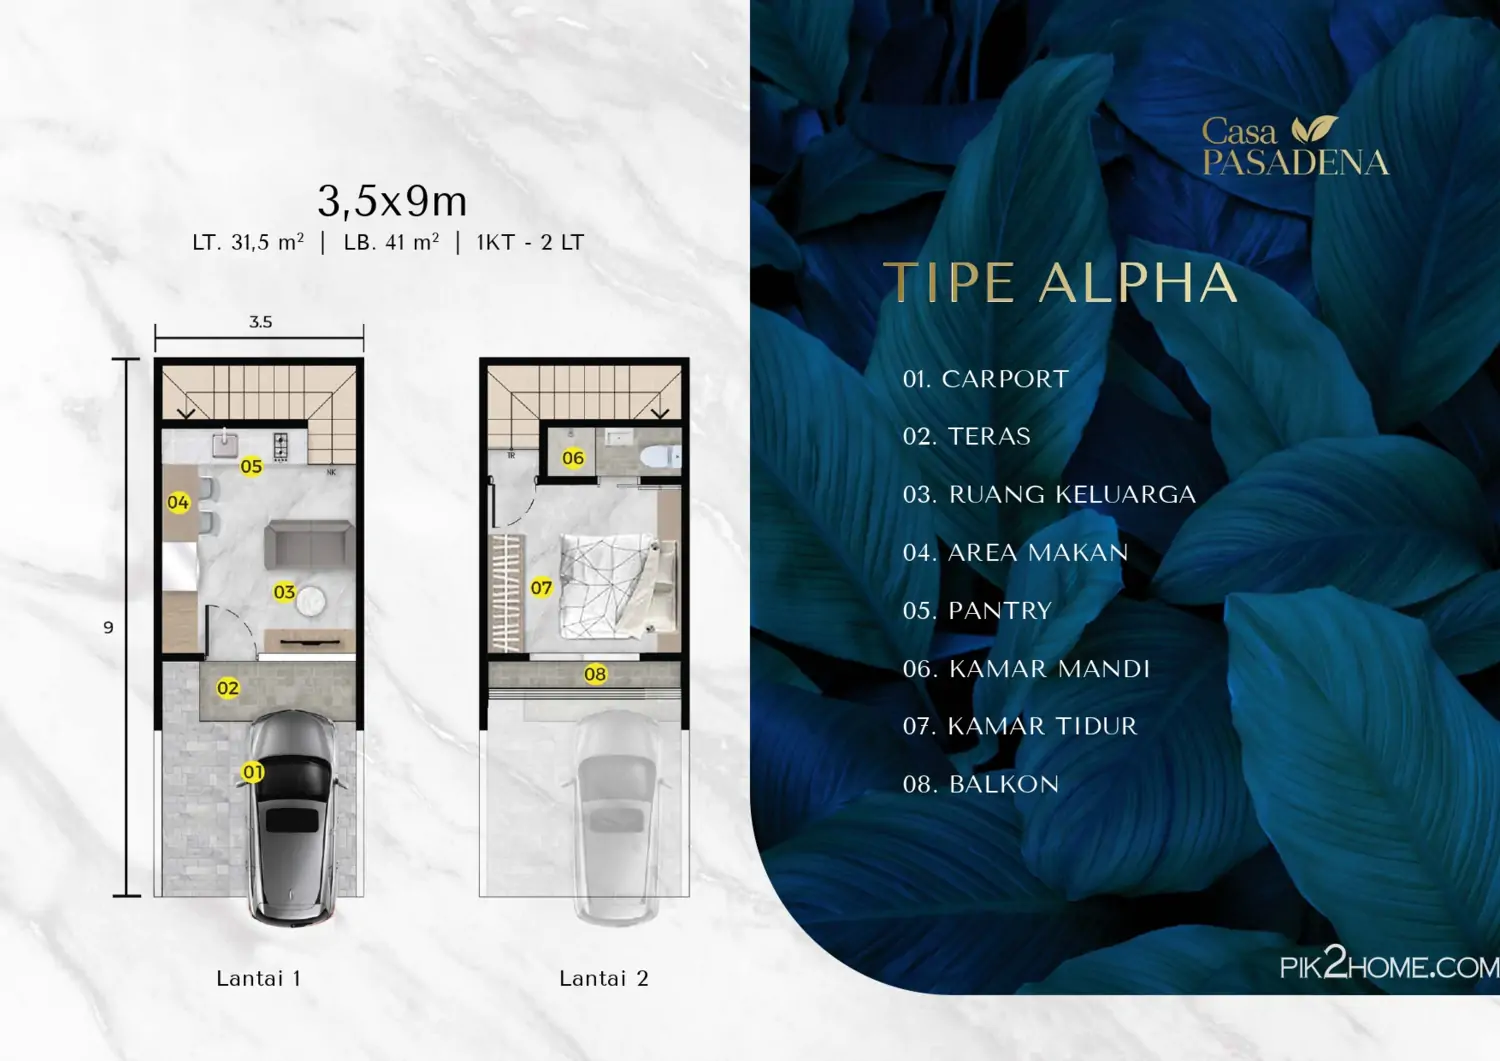 3,5x9m
LT. 31,5 m² | LB. 41 m² | 1KT - 2 LT
3.5
9
NK
05
04
03
02
01
Lantai 1
TR
06
07
08
Lantai 2
Casa
PASADENA
TIPE ALPHA
01. CARPORT
02. TERAS
03. RUANG KELUARGA
04. AREA MAKAN
05. PANTRY
06. KAMAR MANDI
07. KAMAR TIDUR
08. BALKON
PIK2HOME.COM